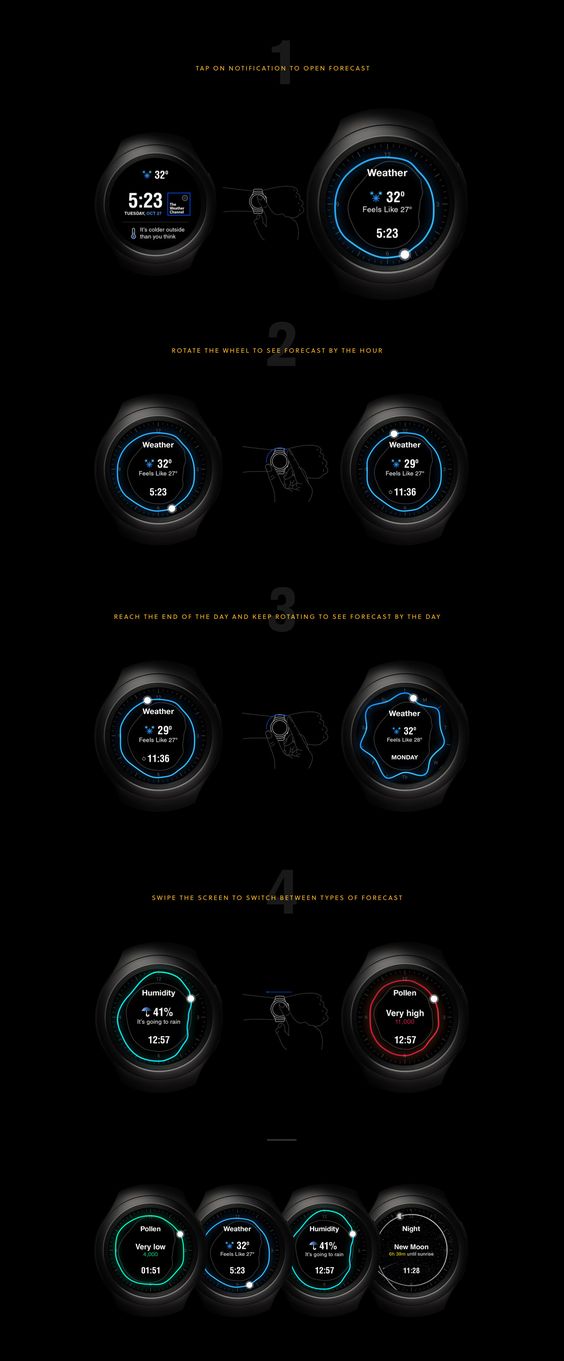 1
TAP ON NOTIFICATION TO OPEN FORECAST
32°
5:23
TUESDAY, OCT 27
The
Weather
Channel
It's colder outside
than you think
Weather
32°
Feels Like 27°
5:23
2
ROTATE THE WHEEL TO SEE FORECAST BY THE HOUR
Weather
32°
Feels Like 27°
5:23
Weather
29°
Feels Like 27°
11:36
3
REACH THE END OF THE DAY AND KEEP ROTATING TO SEE FORECAST BY THE DAY
Weather
29°
Feels Like 27°
11:36
Weather
32°
Feels Like 28°
MONDAY
4
SWIPE THE SCREEN TO SWITCH BETWEEN TYPES OF FORECAST
Humidity
41%
It's going to rain
12:57
Pollen
Very high
11,000
12:57
Pollen
Very low
4,000
01:51
Weather
32°
Feels Like 27°
5:23
Humidity
41%
It's going to rain
12:57
Night
New Moon
6h 39m until sunrise
11:28